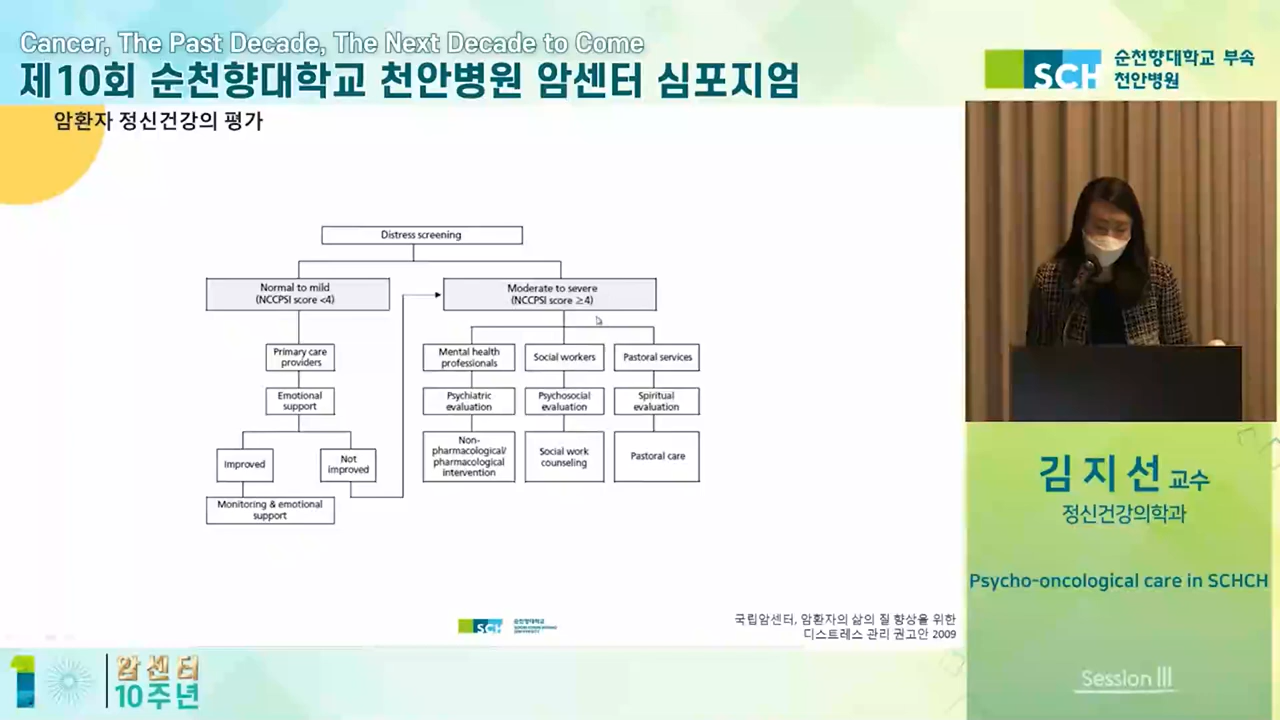 Cancer, The Past Decade, The Next Decade to Come
제10회 순천향대학교 천안병원 암센터 심포지엄
SCH
순천향대학교 부속
천안병원
암환자 정신건강의 평가
Distress screening
Normal to mild
(NCCPSI score <4)
Moderate to severe
(NCCPSI score ≥4)
Primary care
providers
Mental health
professionals
Social workers
Pastoral services
Emotional
support
Psychiatric
evaluation
Psychosocial
evaluation
Spiritual
evaluation
Improved
Not
improved
Non-
pharmacological/
pharmacological
intervention
Social work
counseling
Pastoral care
Monitoring & emotional
support
SCH
순천향대학교
국립암센터, 암환자의 삶의 질 향상을 위한
디스트레스 관리 권고안 2009
김지선 교수
정신건강의학과
Psycho-oncological care in SCHCH
Session III
10
암센터
10주년